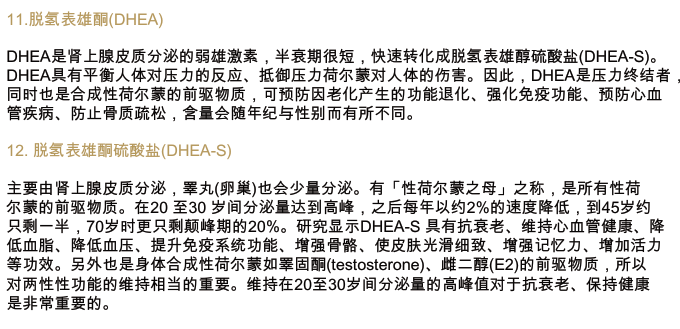 11.脱氢表雄酮(DHEA)
DHEA是肾上腺皮质分泌的弱雄激素，半衰期很短，快速转化成脱氢表雄醇硫酸盐(DHEA-S)。
DHEA具有平衡人体对压力的反应、抵御压力荷尔蒙对人体的伤害。因此，DHEA是压力终结者，
同时也是合成性荷尔蒙的前驱物质，可预防因老化产生的功能退化、强化免疫功能、预防心血
管疾病、防止骨质疏松，含量会随年纪与性别而有所不同。
12. 脱氢表雄酮硫酸盐(DHEA-S)
主要由肾上腺皮质分泌，睾丸(卵巢)也会少量分泌。有「性荷尔蒙之母」之称，是所有性荷
尔蒙的前驱物质。在20 至30 岁间分泌量达到高峰，之后每年以约2%的速度降低，到45岁约
只剩一半，70岁时更只剩颠峰期的20%。研究显示DHEA-S 具有抗衰老、维持心血管健康、降
低血脂、降低血压、提升免疫系统功能、增强骨骼、使皮肤光滑细致、增强记忆力、增加活力
等功效。另外也是身体合成性荷尔蒙如睪固酮(testosterone)、雌二醇(E2)的前驱物质，所以
对两性性功能的维持相当的重要。维持在20至30岁间分泌量的高峰值对于抗衰老、保持健康
是非常重要的。